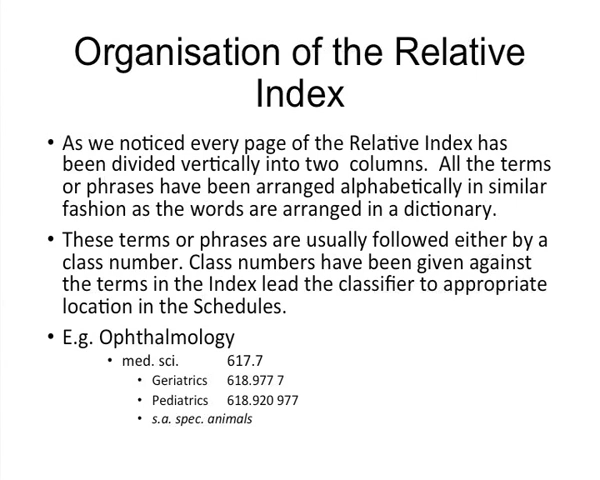 Organisation of the Relative
Index
• As we noticed every page of the Relative Index has
been divided vertically into two columns. All the terms
or phrases have been arranged alphabetically in similar
fashion as the words are arranged in a dictionary.
• These terms or phrases are usually followed either by a
class number. Class numbers have been given against
the terms in the Index lead the classifier to appropriate
location in the Schedules.
• E.g. Ophthalmology
• med. sci. 617.7
• Geriatrics 618.977 7
• Pediatrics 618.920 977
• s.a. spec. animals